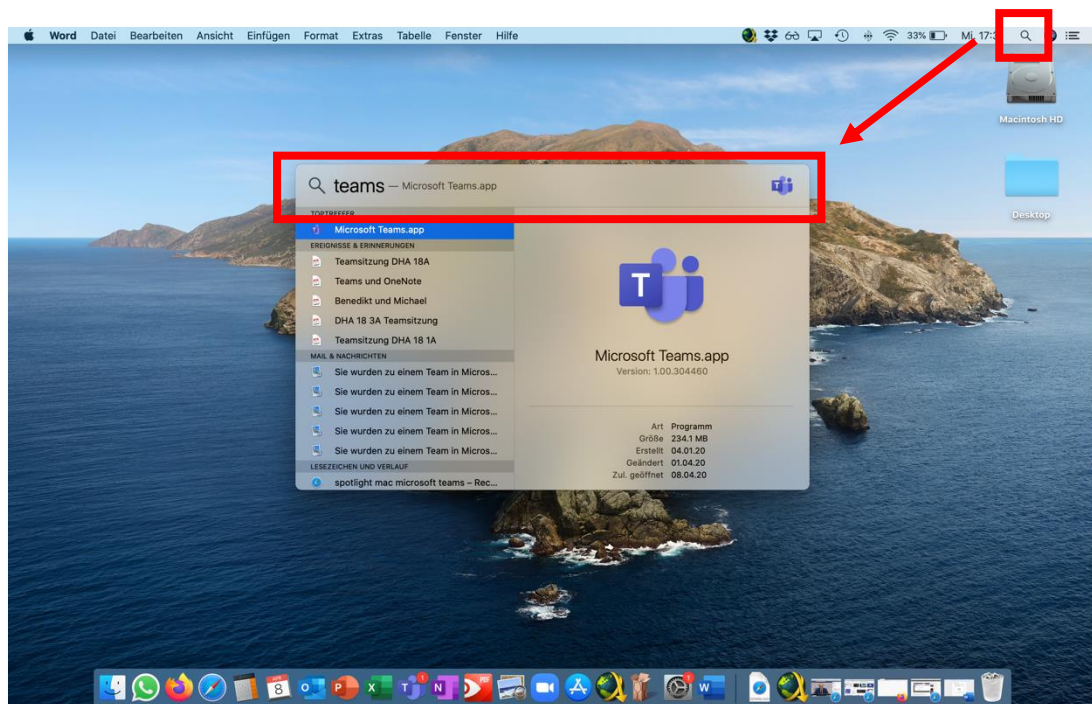 Word Datei Bearbeiten Ansicht Einfügen Format Extras Tabelle Fenster Hilfe
33% Mi. 17:3
Macintosh HD
Desktop
teams — Microsoft Teams.app
TOPTREFFER
Microsoft Teams.app
EREIGNISSE & ERINNERUNGEN
Teamsitzung DHA 18A
Teams und OneNote
Benedikt und Michael
DHA 18 3A Teamsitzung
Teamsitzung DHA 18 1A
MAIL & NACHRICHTEN
Sie wurden zu einem Team in Micros...
Sie wurden zu einem Team in Micros...
Sie wurden zu einem Team in Micros...
Sie wurden zu einem Team in Micros...
Sie wurden zu einem Team in Micros...
LESEZEICHEN UND VERLAUF
spotlight mac microsoft teams – Rec...
T
Microsoft Teams.app
Version: 1.00.304460
Art Programm
Größe 234.1 MB
Erstellt 04.01.20
Geändert 01.04.20
Zul. geöffnet 08.04.20
APR
8